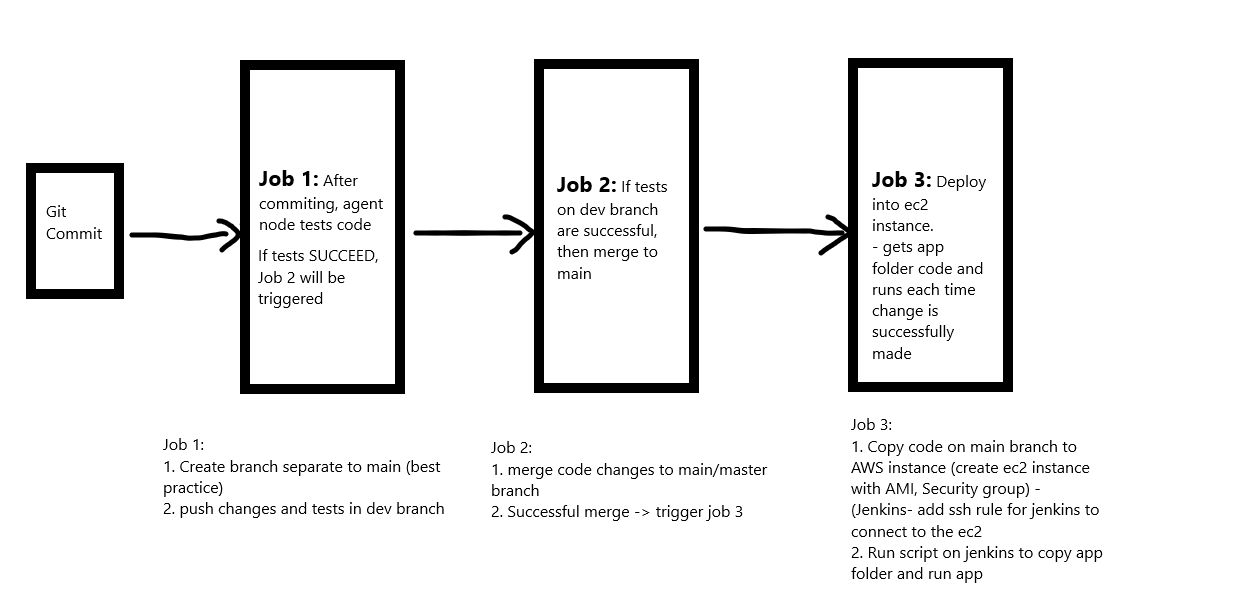 Git
Commit
Job 1: After
commiting, agent
node tests code
If tests SUCCEED,
Job 2 will be
triggered
Job 2: If tests
on dev branch
are successful,
then merge to
main
Job 3: Deploy
into ec2
instance.
- gets app
folder code and
runs each time
change is
successfully
made
Job 1:
1. Create branch separate to main (best
practice)
2. push changes and tests in dev branch
Job 2:
1. merge code changes to main/master
branch
2. Successful merge -> trigger job 3
Job 3:
1. Copy code on main branch to
AWS instance (create ec2 instance
with AMI, Security group) -
(Jenkins- add ssh rule for jenkins to
connect to the ec2
2. Run script on jenkins to copy app
folder and run app